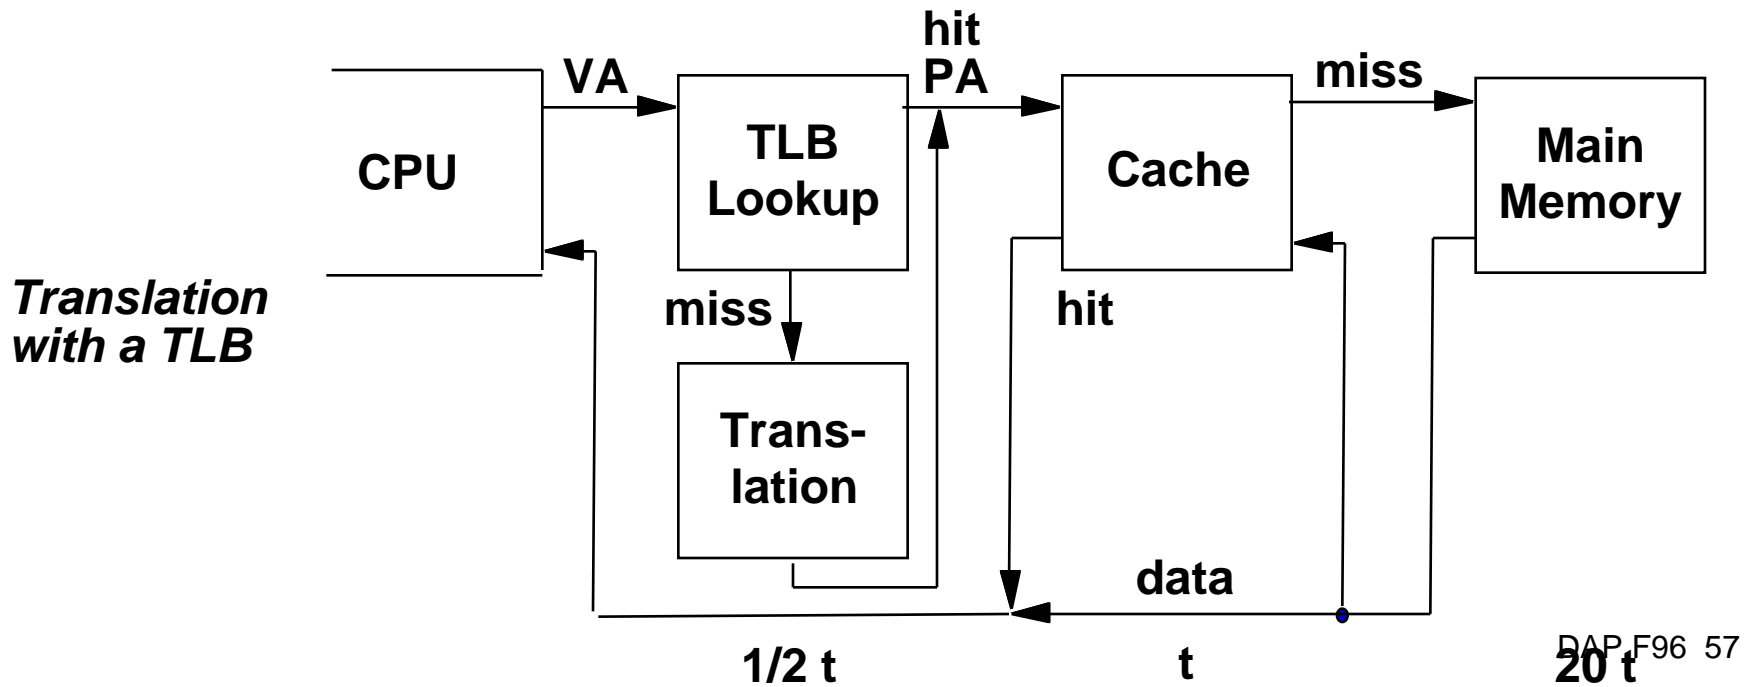 hit
VA
PA
miss
CPU
TLB
Lookup
Cache
Main
Memory
Translation
with a TLB
miss
hit
Trans-
lation
data
1/2 t
t
20 t
DAP F96 57